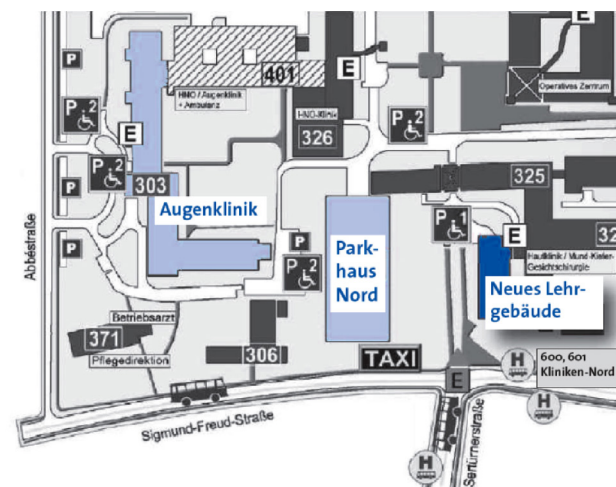 E
P
401
E
HNO / Augenklinik
+ Ambulanz
Operatives Zentrum
P 2
E
HNO-Klinik
326
P 2
P
P 2
303
325
Augenklinik
P
P 1
E
P
Park-
haus
Nord
P
P 2
Hautklinik / Mund-Kiefer-
Gesichtschirurgie
Neues Lehr-
gebäude
Abbéstraße
Betriebsarzt
371
Pflegedirektion
306
TAXI
H
600, 601
Kliniken-Nord
E
H
Sigmund-Freud-Straße
Sertürnerstraße
H